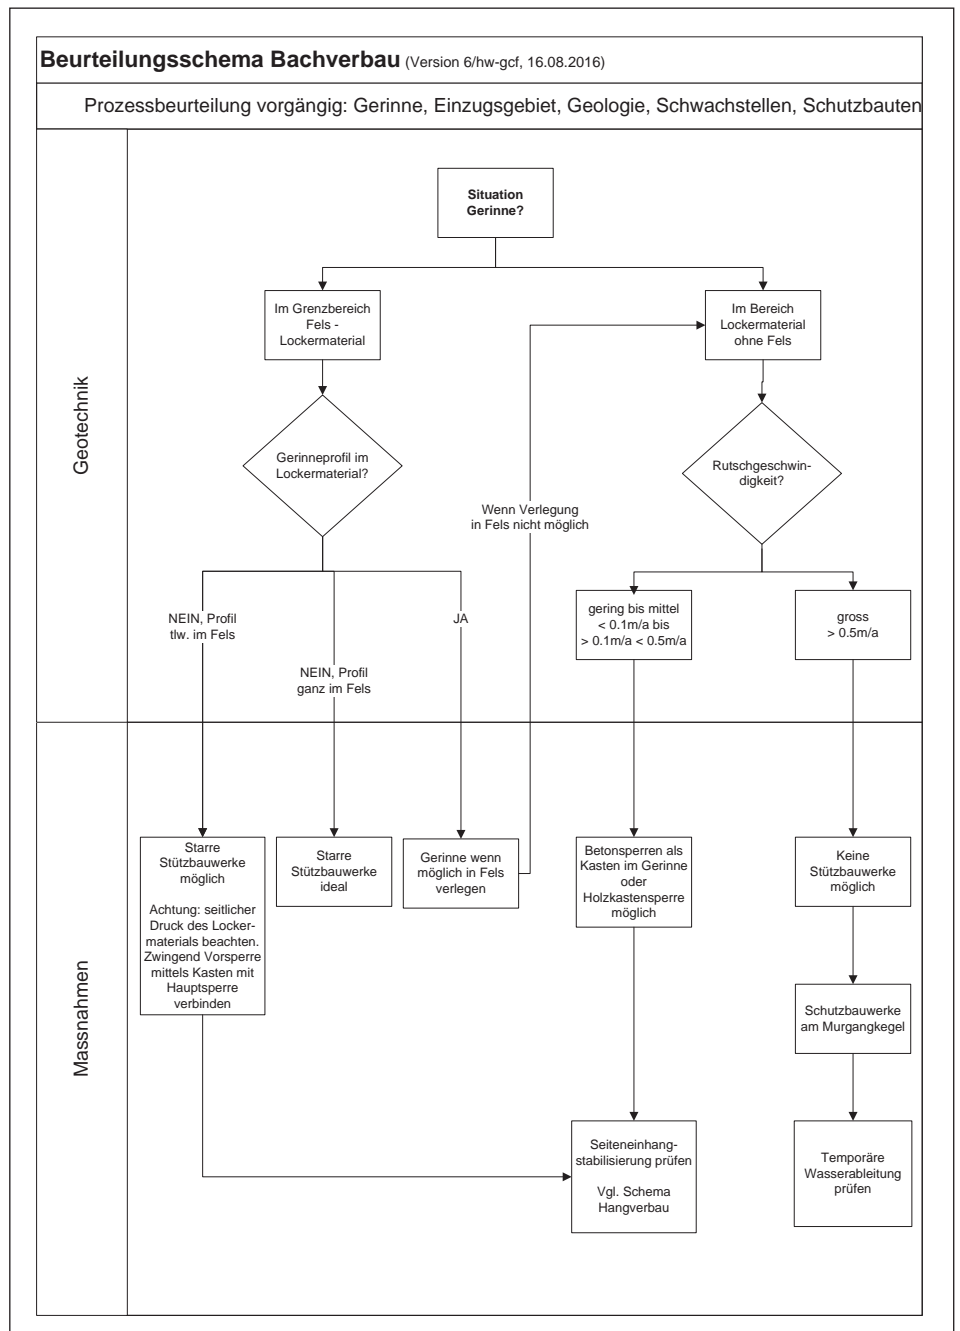 Beurteilungsschema Bachverbau (Version 6/hw-gcf, 16.08.2016)
Prozessbeurteilung vorgängig: Gerinne, Einzugsgebiet, Geologie, Schwachstellen, Schutzbauten
Geotechnik
Situation
Gerinne?
Im Grenzbereich
Fels -
Lockermaterial
Im Bereich
Lockermaterial
ohne Fels
Gerinneprofil im
Lockermaterial?
Rutschgeschwin-
digkeit?
Wenn Verlegung
in Fels nicht möglich
NEIN, Profil
tlw. im Fels
NEIN, Profil
ganz im Fels
JA
gering bis mittel
< 0.1m/a bis
> 0.1m/a < 0.5m/a
gross
> 0.5m/a
Massnahmen
Starre
Stützbauwerke
möglich
Achtung: seitlicher
Druck des Locker-
materials beachten.
Zwingend Vorsperre
mittels Kasten mit
Hauptsperre
verbinden
Starre
Stützbauwerke
ideal
Gerinne wenn
möglich in Fels
verlegen
Betonsperren als
Kasten im Gerinne
oder
Holzkastensperre
möglich
Keine
Stützbauwerke
möglich
Schutzbauwerke
am Murgangkegel
Seiteneinhang-
stabilisierung prüfen
Vgl. Schema
Hangverbau
Temporäre
Wasserableitung
prüfen